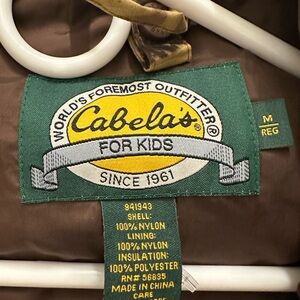 WORLD'S FOREMOST OUTFITTER®
Cabela's®
FOR KIDS
SINCE 1961
M
REG
941943
SHELL:
100% NYLON
LINING:
100% NYLON
INSULATION:
100% POLYESTER
RN# 56835
MADE IN CHINA
CARE